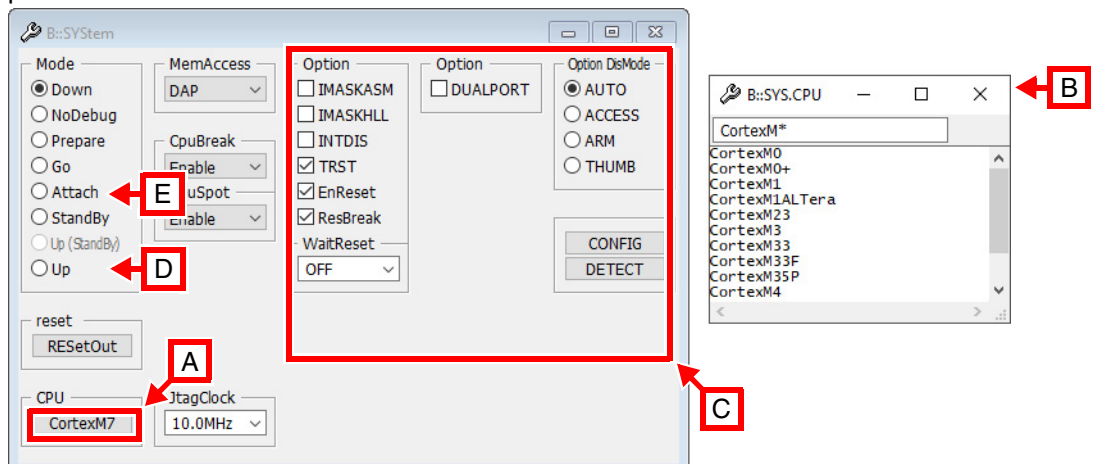 B::SYStem
Mode
Down
NoDebug
Prepare
Go
Attach
StandBy
Up (StandBy)
Up
MemAccess
DAP
CpuBreak
Enable
uSpot
Enable
Option
IMASKASM
IMASKHLL
INTDIS
TRST
EnReset
ResBreak
WaitReset
OFF
Option
DUALPORT
Option DisMode
AUTO
ACCESS
ARM
THUMB
CONFIG
DETECT
reset
RESetOut
CPU
CortexM7
JtagClock
10.0MHz
A
E
D
C
B::SYS.CPU
B
CortexM*
CortexM0
CortexM0+
CortexM1
CortexM1ALTera
CortexM23
CortexM3
CortexM33
CortexM33F
CortexM35P
CortexM4